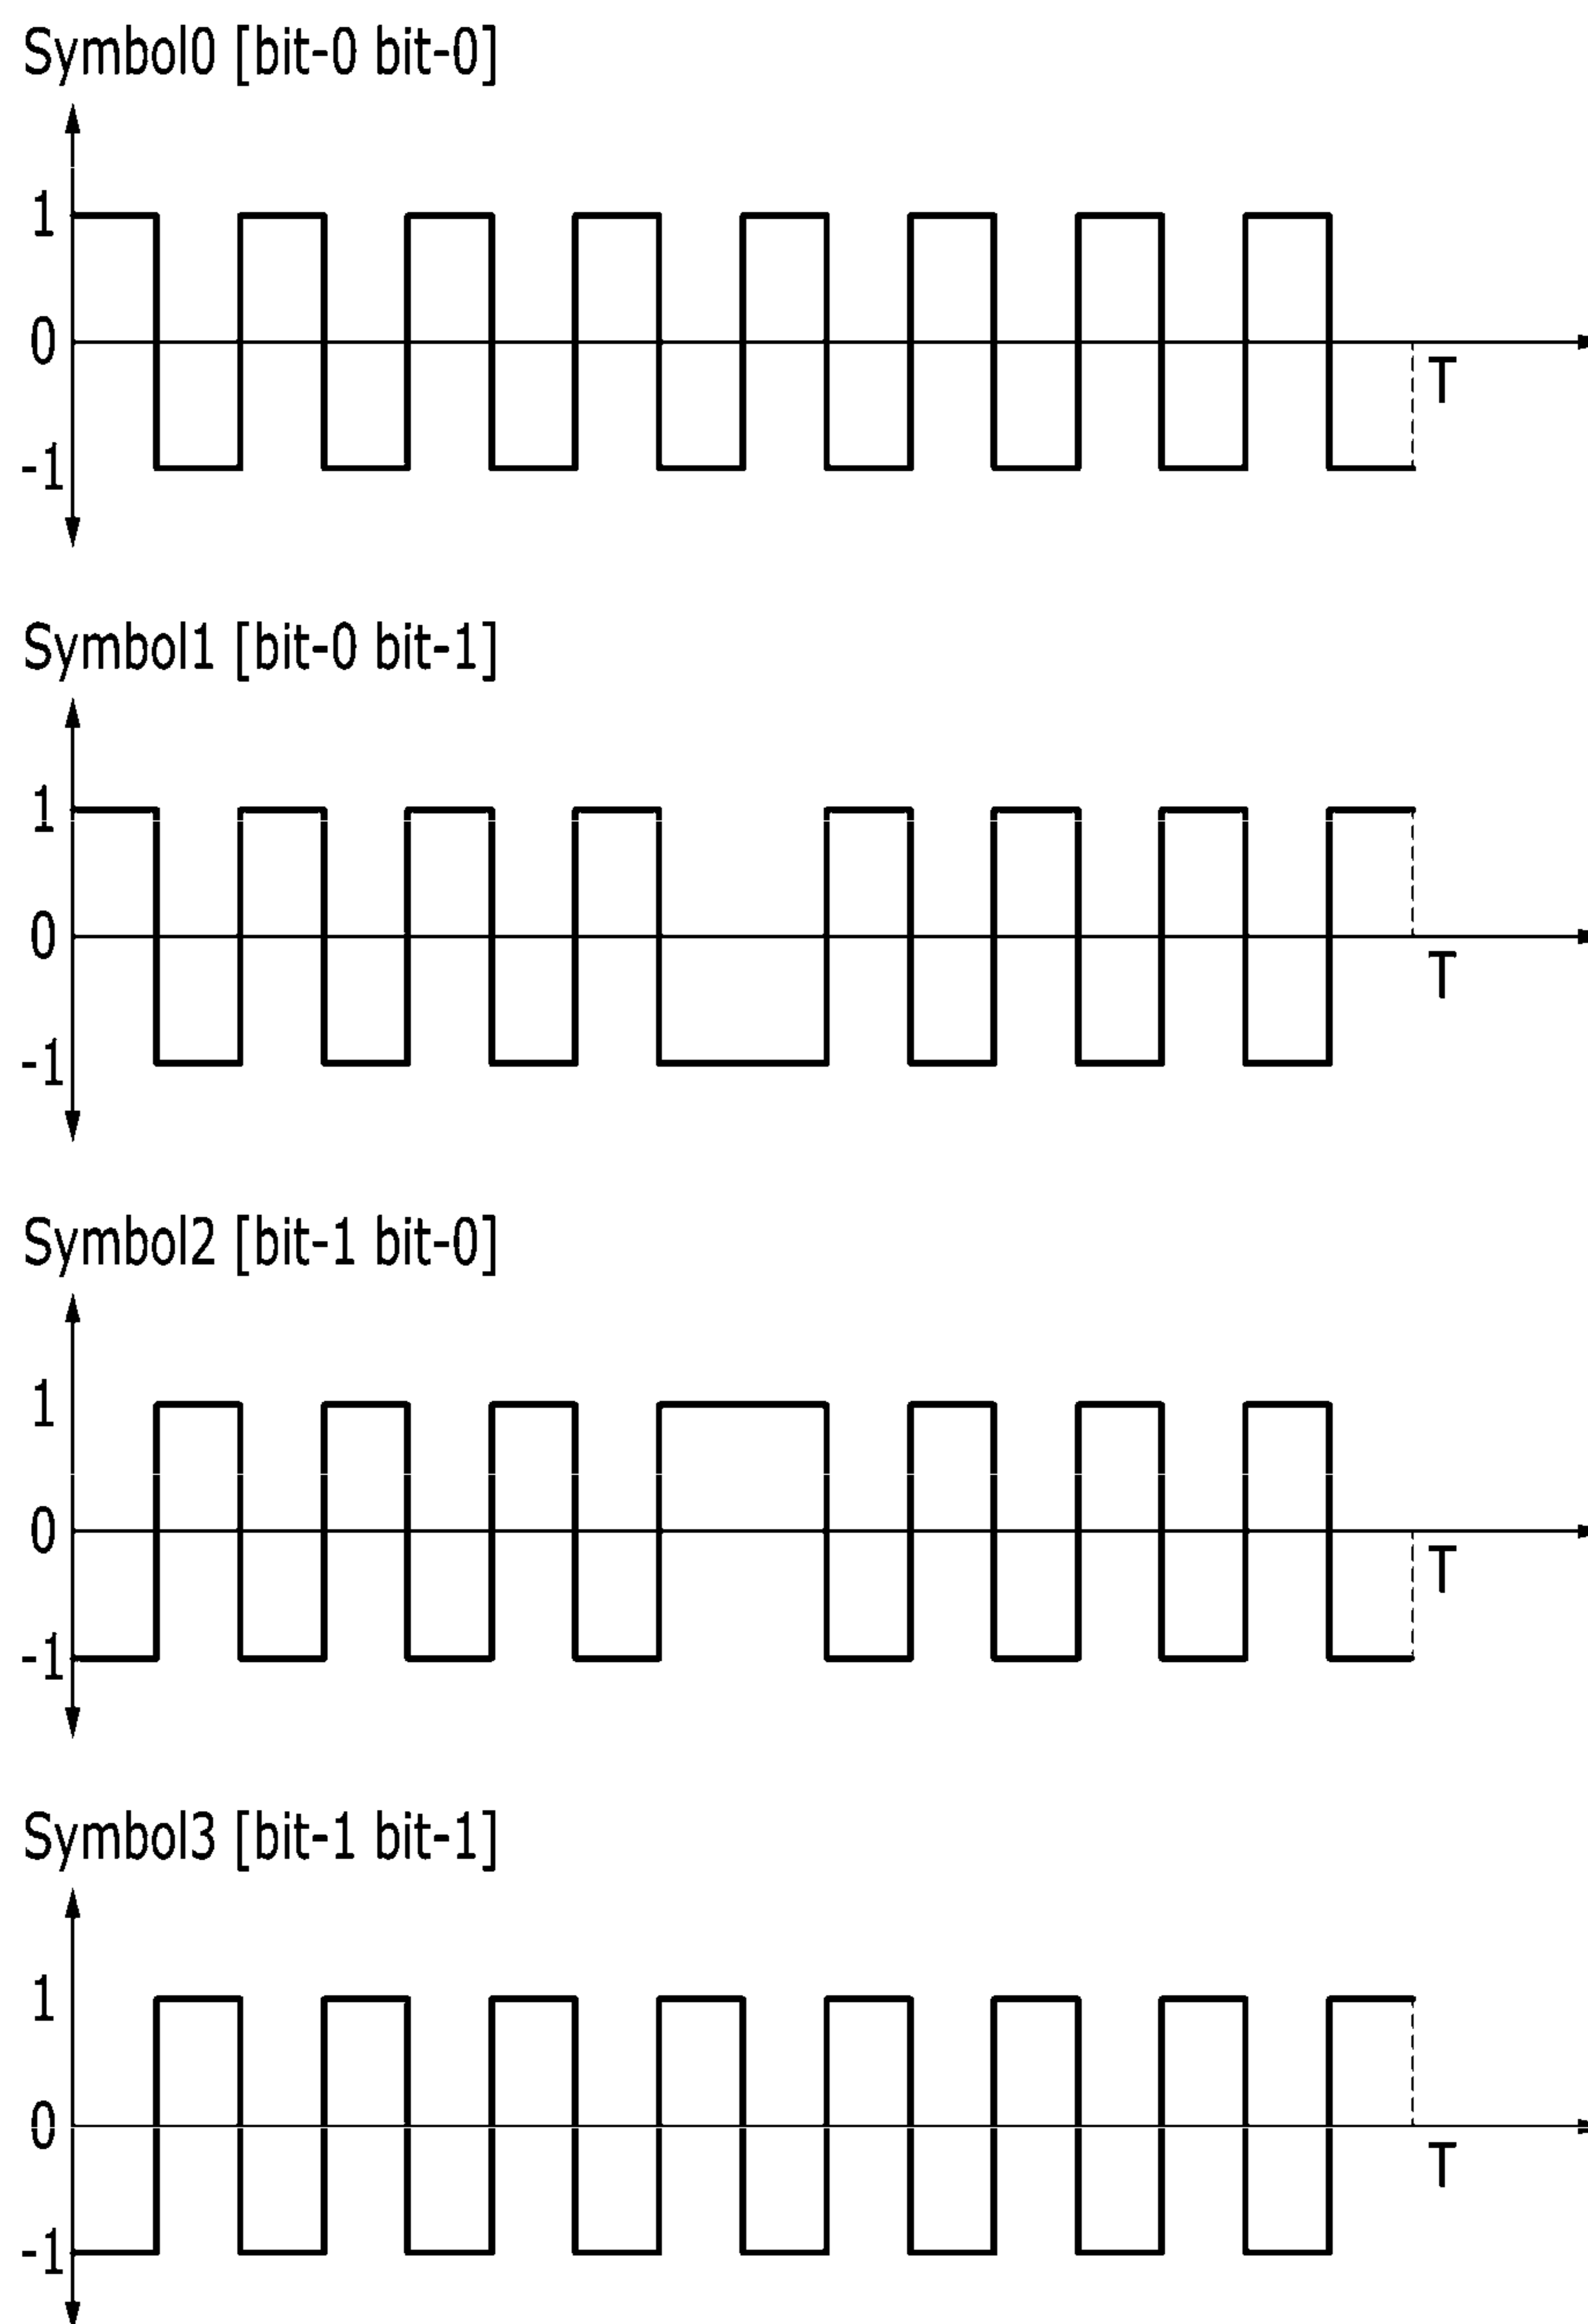 Symbol0 [bit-0 bit-0]
1
0
T
-1
Symbol1 [bit-0 bit-1]
1
0
T
-1
Symbol2 [bit-1 bit-0]
1
0
T
-1
Symbol3 [bit-1 bit-1]
1
0
T
-1